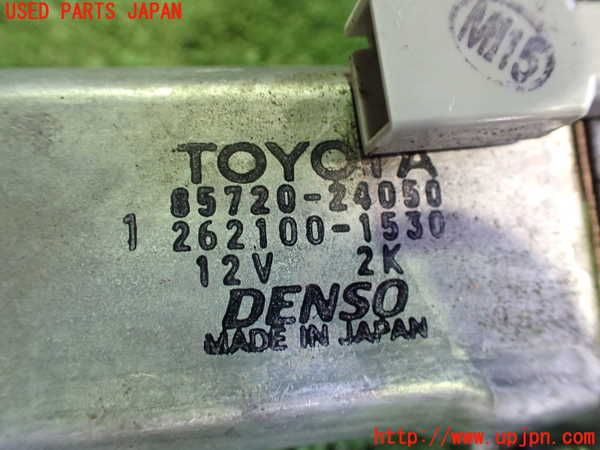 USED PARTS JAPAN
MI15
TOYOTA
85720-24050
1 262100-1530
12V 2K
DENSO
MADE IN JAPAN
http://www.upjpn.com